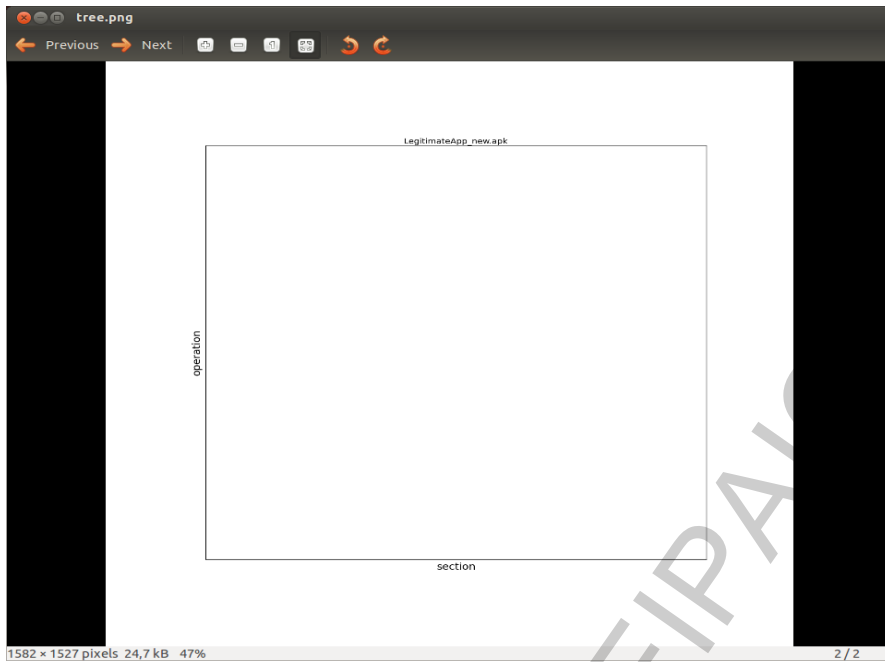 tree.png
Previous Next
LegitimateApp_new.apk
operation
section
1582 × 1527 pixels 24,7 kB 47%
2 / 2